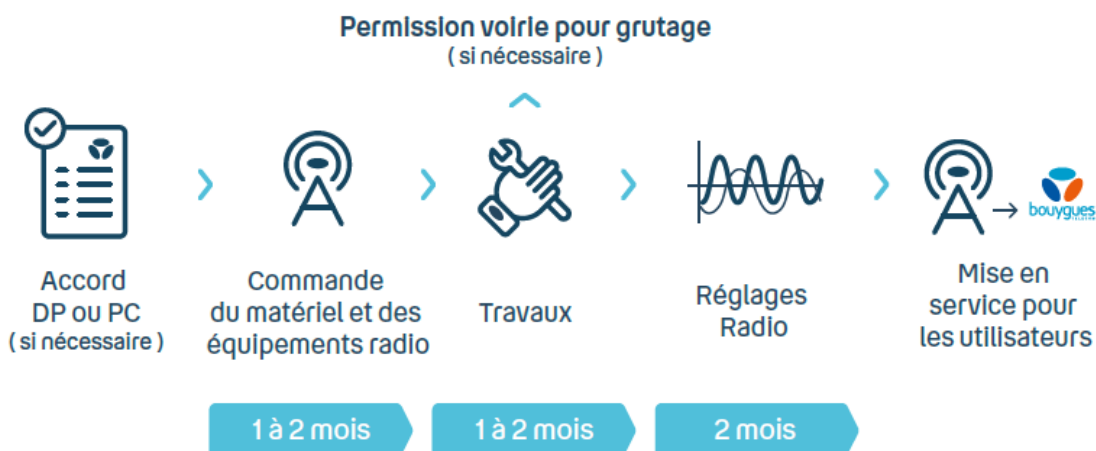 Permission voirie pour grutage
( si nécessaire )
bouygues
TELECOM
Accord
DP ou PC
( si nécessaire )
Commande
du matériel et des
équipements radio
Travaux
Réglages
Radio
Mise en
service pour
les utilisateurs
1 à 2 mois
1 à 2 mois
2 mois